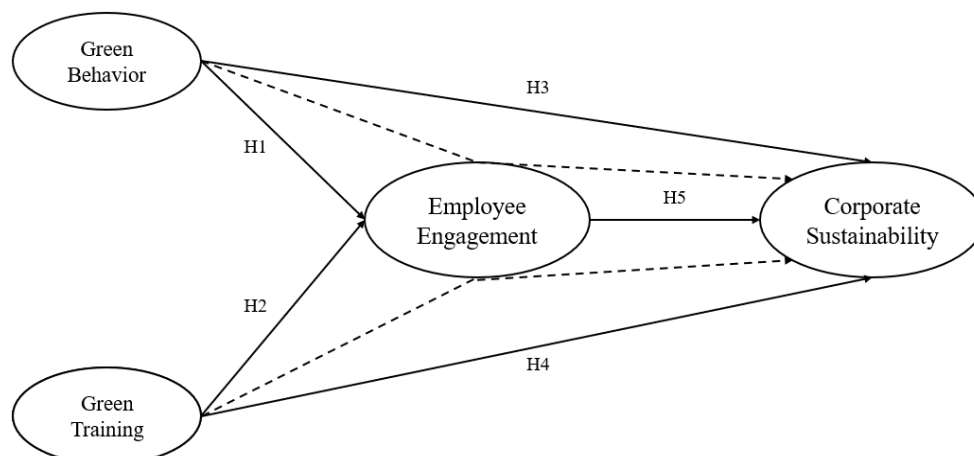 Green
Behavior
H3
H1
Employee
Engagement
H5
Corporate
Sustainability
H2
H4
Green
Training